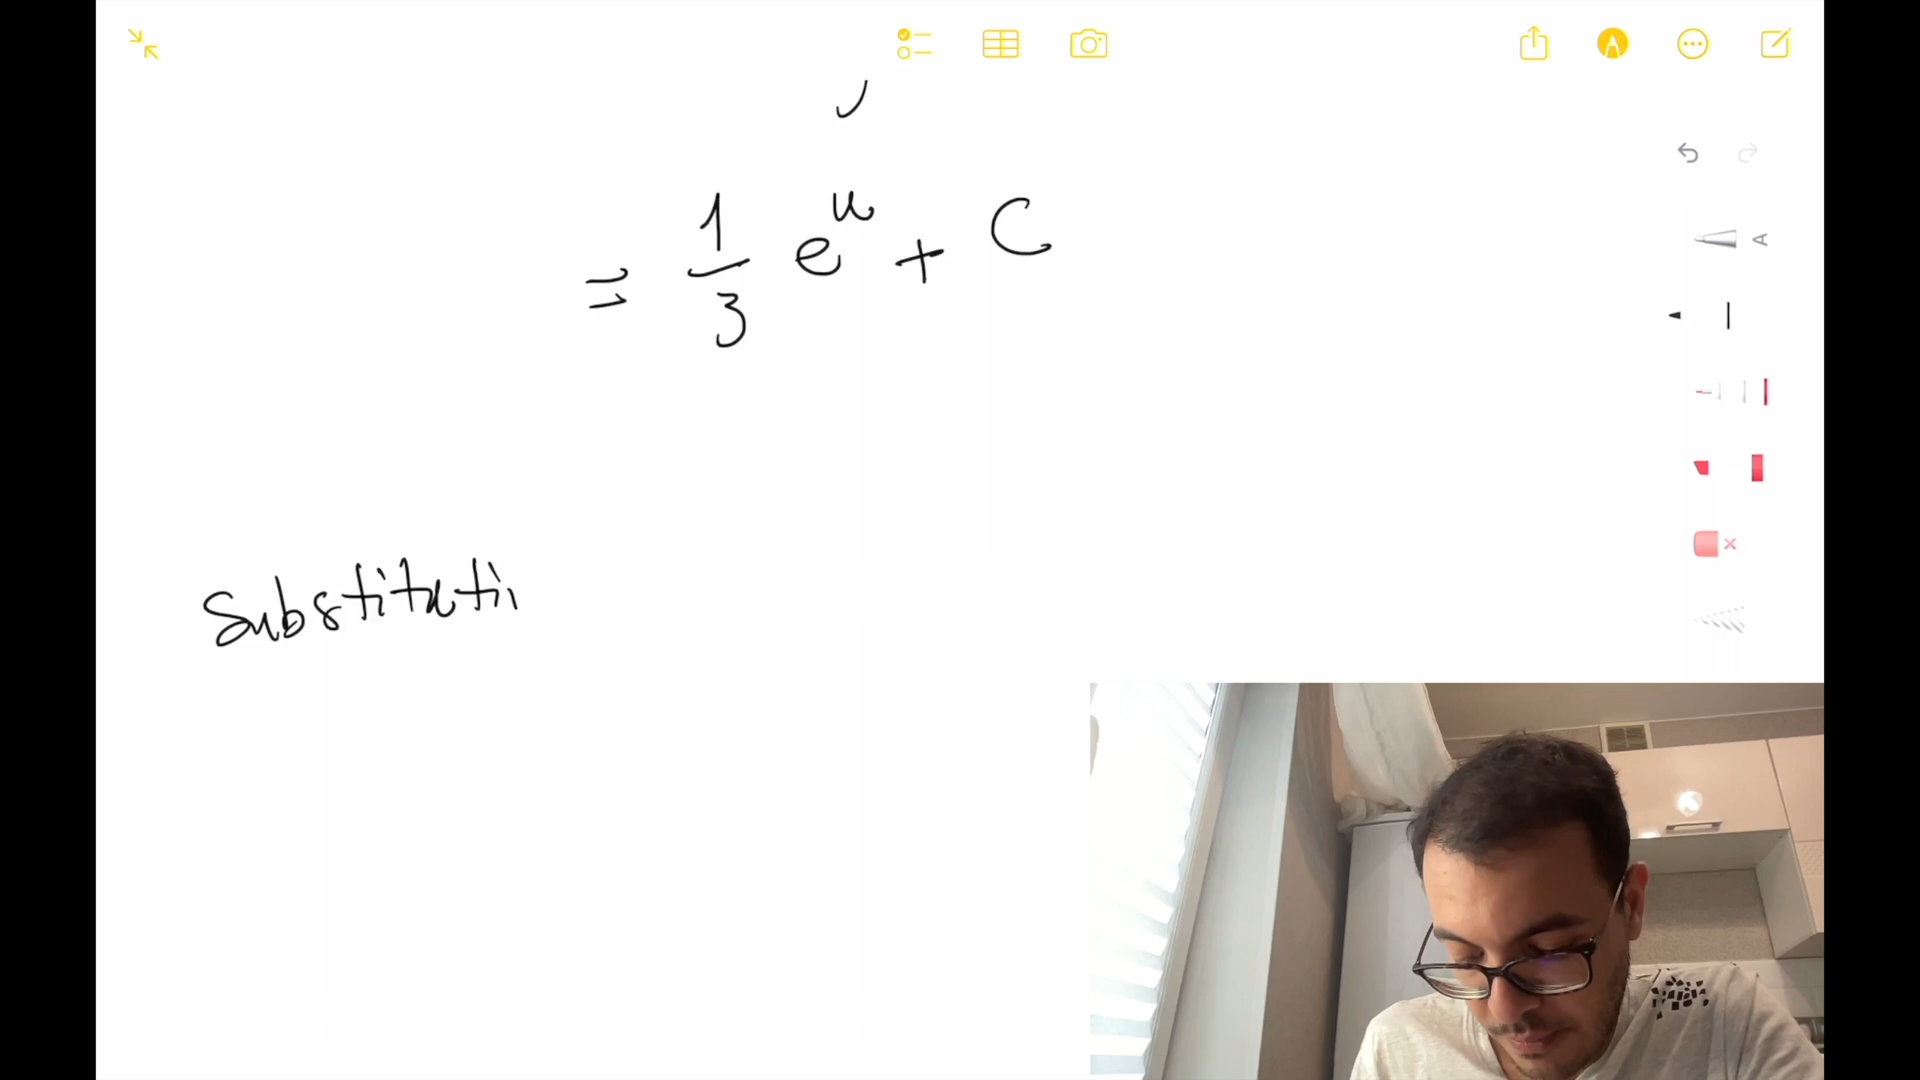 = 1/3 e^u + C
Substituti